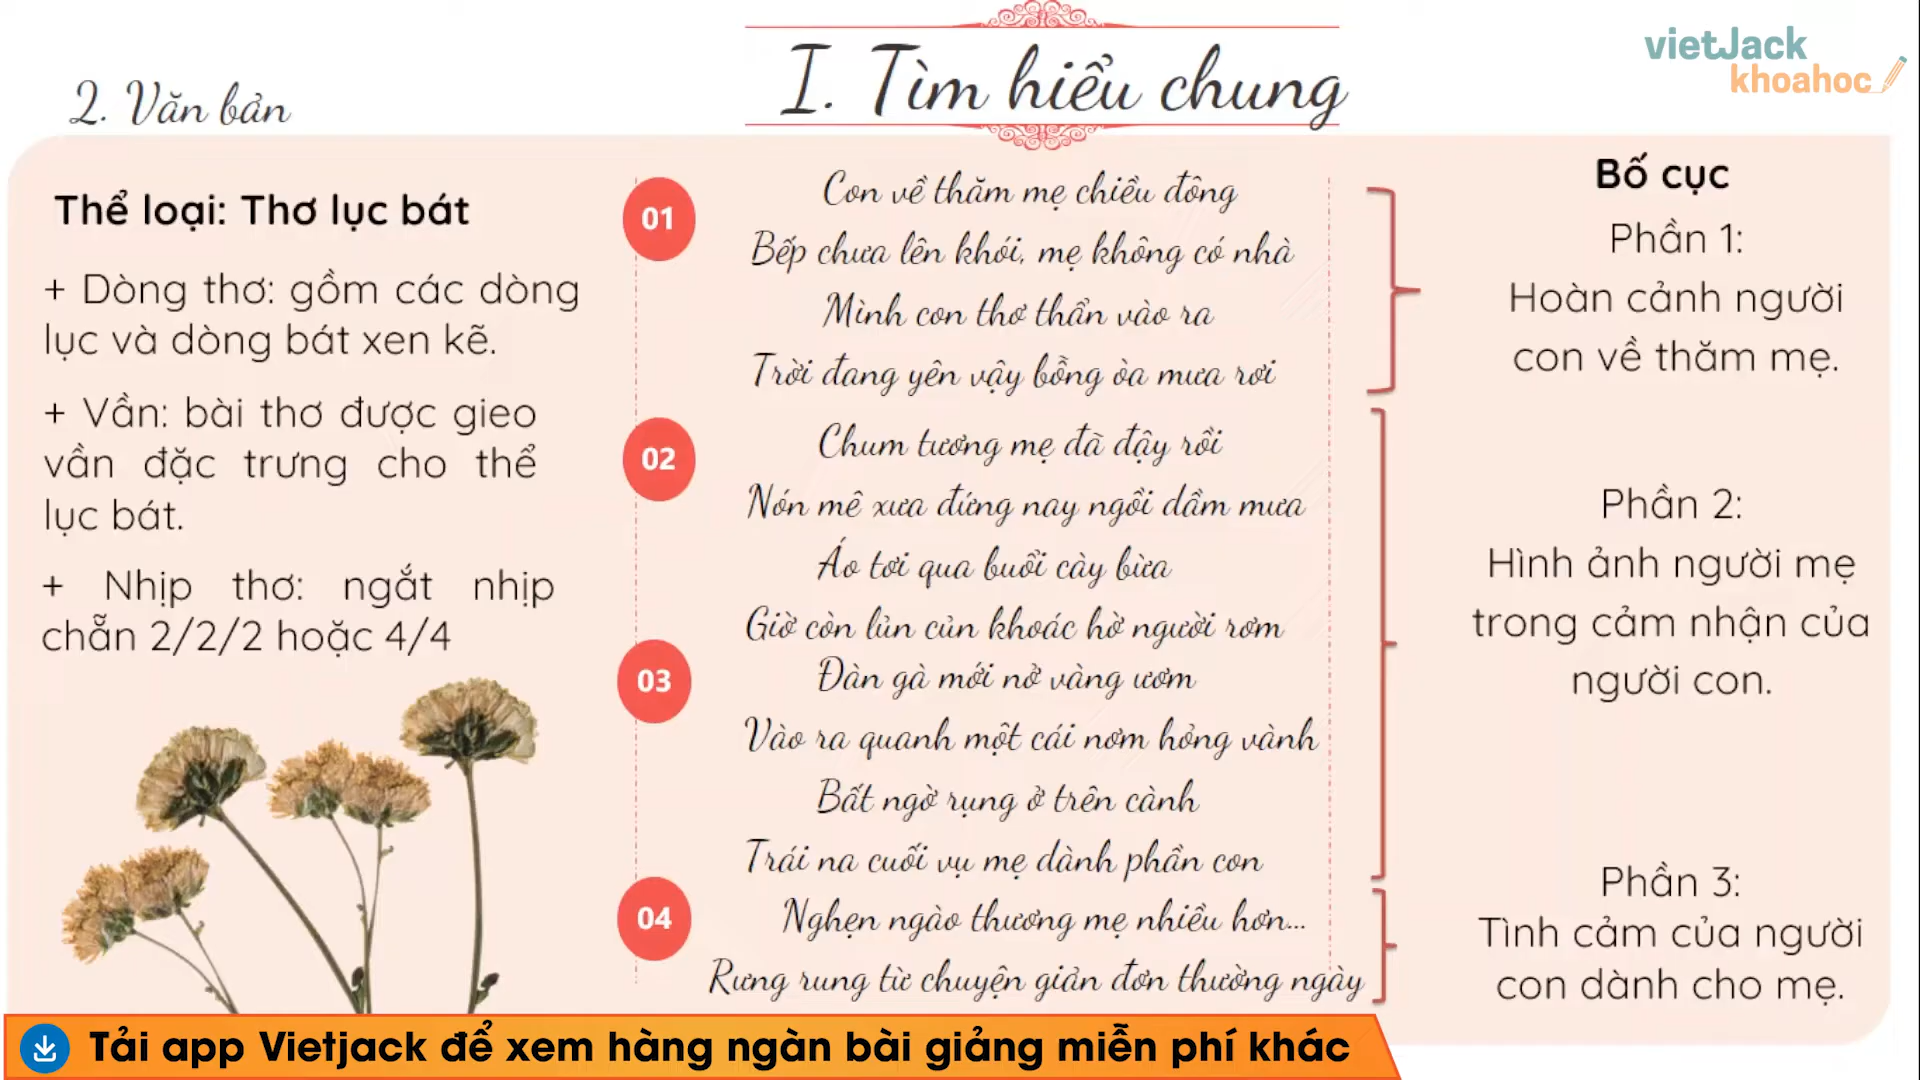 I. Tìm hiểu chung
vietJack
khoahoc
2. Văn bản
Thể loại: Thơ lục bát
+ Dòng thơ: gồm các dòng
lục và dòng bát xen kẽ.
+ Vần: bài thơ được gieo
vần đặc trưng cho thể
lục bát.
+ Nhịp thơ: ngắt nhịp
chẵn 2/2/2 hoặc 4/4
01
Con về thăm mẹ chiều đông
Bếp chưa lên khói, mẹ không có nhà
Mình con thơ thẩn vào ra
Trời đang yên vậy bỗng òa mưa rơi
02
Chum tương mẹ đã đậy rồi
Nón mê xưa đứng nay ngồi dầm mưa
Áo tơi qua buổi cày bừa
Giờ còn lủn củn khoác hờ người rơm
03
Đàn gà mới nở vàng ươm
Vào ra quanh một cái nơm hỏng vành
Bất ngờ rụng ở trên cành
Trái na cuối vụ mẹ dành phần con
04
Nghẹn ngào thương mẹ nhiều hơn...
Rưng rưng từ chuyện giản đơn thường ngày
Bố cục
Phần 1:
Hoàn cảnh người
con về thăm mẹ.
Phần 2:
Hình ảnh người mẹ
trong cảm nhận của
người con.
Phần 3:
Tình cảm của người
con dành cho mẹ.
Tải app Vietjack để xem hàng ngàn bài giảng miễn phí khác